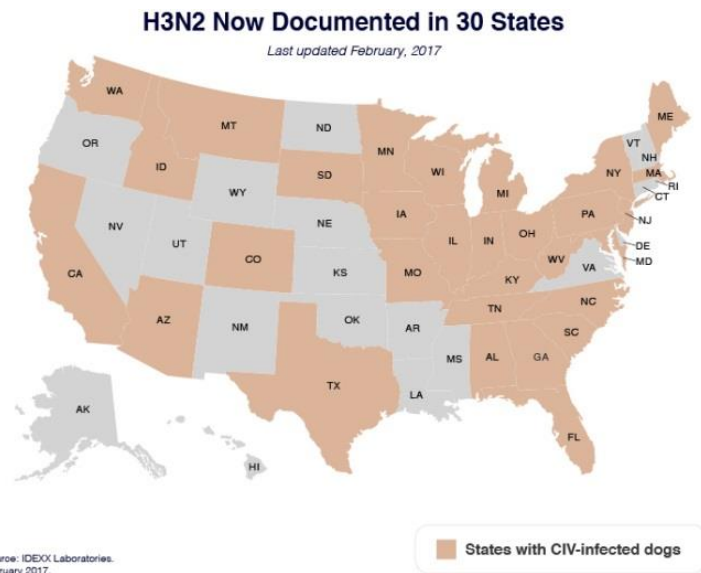 H3N2 Now Documented in 30 States
Last updated February, 2017
WA
MT
ND
MN
ME
OR
ID
SD
WI
MI
VT
NH
NY
MA
RI
CT
WY
IA
NE
PA
NJ
NV
UT
CO
KS
MO
IL
IN
OH
WV
VA
DE
MD
CA
KY
AZ
NM
OK
AR
TN
NC
SC
MS
AL
GA
TX
LA
FL
AK
HI
States with CIV-infected dogs
IDEXX Laboratories.
2017.